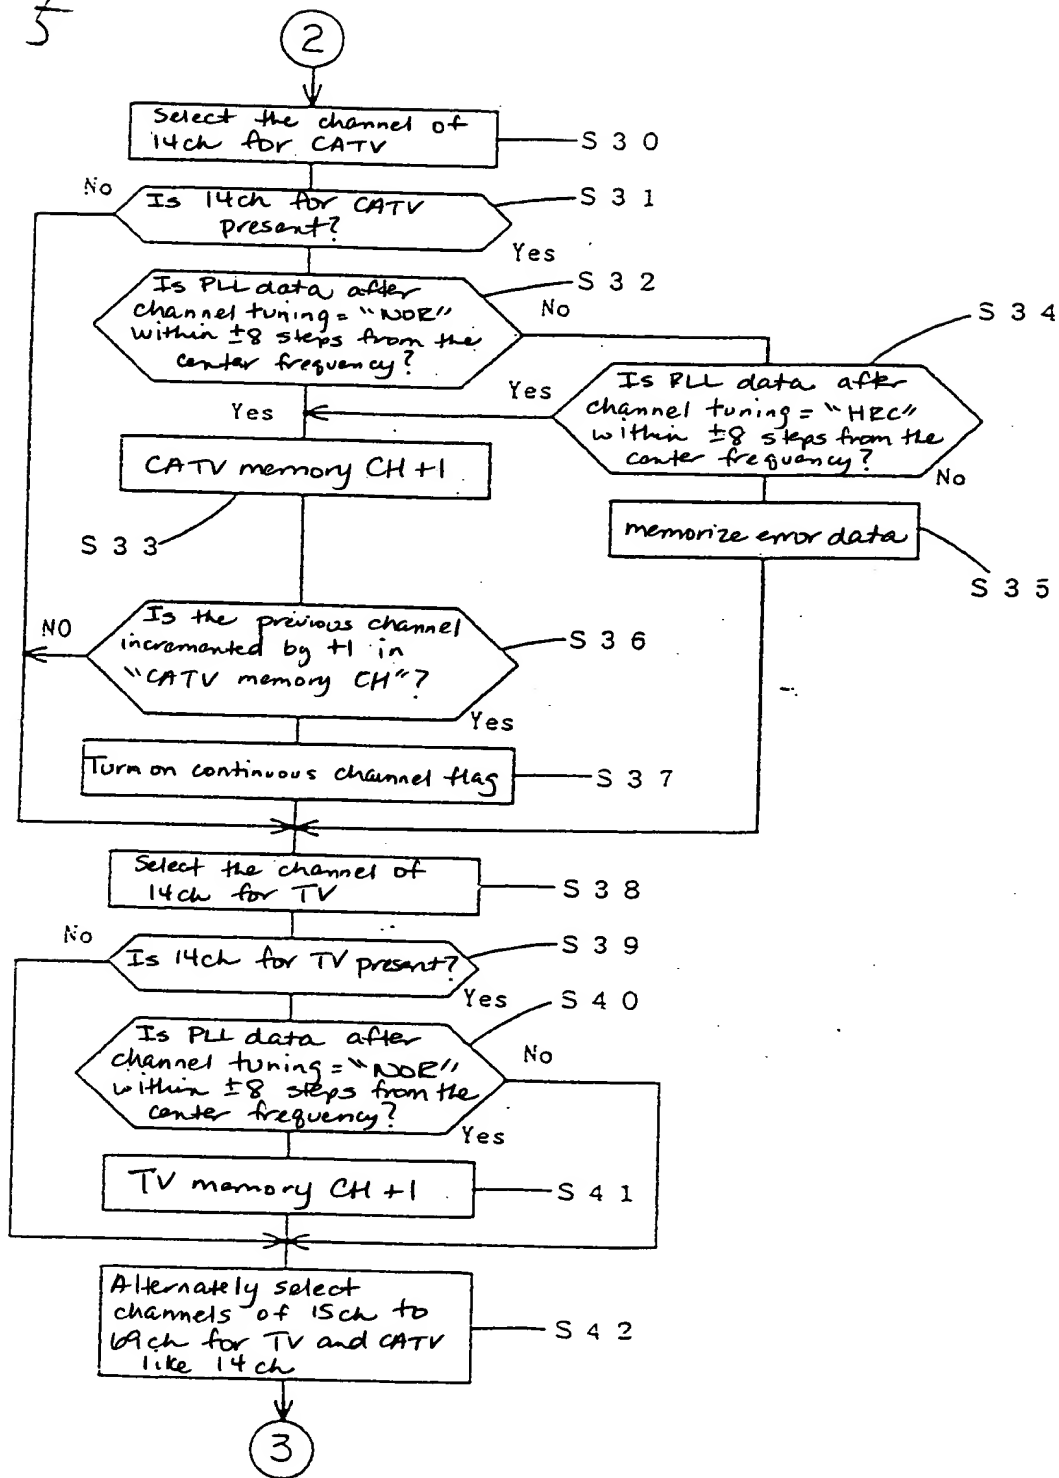 5
2
Select the channel of
14ch for CATV
S 3 0
No
Is 14ch for CATV
present?
S 3 1
Yes
Is PLL data after
channel tuning = "NOR"
within ±8 steps from the
center frequency?
S 3 2
No
S 3 4
Yes
Is PLL data after
channel tuning = "HRC"
within ±8 steps from the
center frequency?
No
Yes
CATV memory CH +1
S 3 3
memorize error data
S 3 5
NO
Is the previous channel
incremented by +1 in
"CATV memory CH"?
S 3 6
Yes
Turn on continuous channel flag
S 3 7
Select the channel of
14ch for TV
S 3 8
No
Is 14ch for TV present?
S 3 9
Yes
S 4 0
Is PLL data after
channel tuning = "NOR"
within ±8 steps from the
center frequency?
No
Yes
TV memory CH +1
S 4 1
Alternately select
channels of 15ch to
69ch for TV and CATV
like 14ch
S 4 2
3